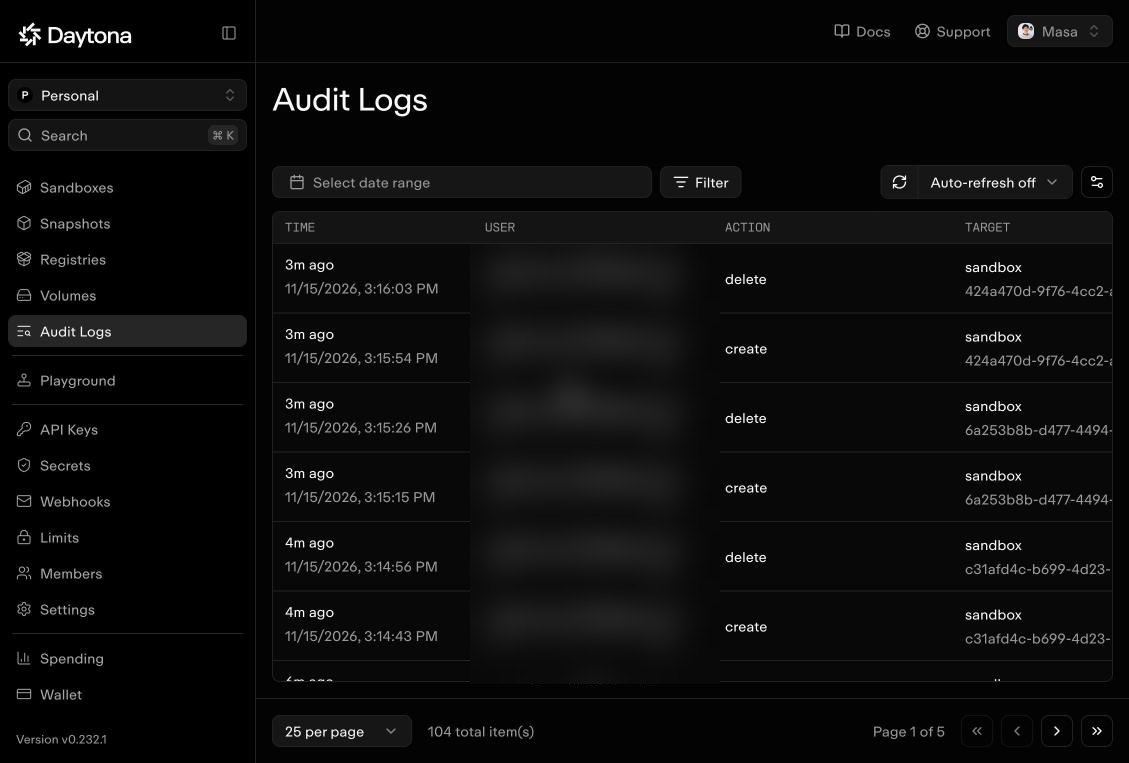 Daytona
Docs
Support
Masa
P Personal
Search ⌘ K
Sandboxes
Snapshots
Registries
Volumes
Audit Logs
Playground
API Keys
Secrets
Webhooks
Limits
Members
Settings
Spending
Wallet
Version v0.232.1
Audit Logs
Select date range
Filter
Auto-refresh off
TIME USER ACTION TARGET
3m ago
11/15/2026, 3:16:03 PM
delete
sandbox
424a470d-9f76-4cc2-
3m ago
11/15/2026, 3:15:54 PM
create
sandbox
424a470d-9f76-4cc2-
3m ago
11/15/2026, 3:15:26 PM
delete
sandbox
6a253b8b-d477-4494-
3m ago
11/15/2026, 3:15:15 PM
create
sandbox
6a253b8b-d477-4494-
4m ago
11/15/2026, 3:14:56 PM
delete
sandbox
c31afd4c-b699-4d23-
4m ago
11/15/2026, 3:14:43 PM
create
sandbox
c31afd4c-b699-4d23-
25 per page
104 total item(s)
Page 1 of 5